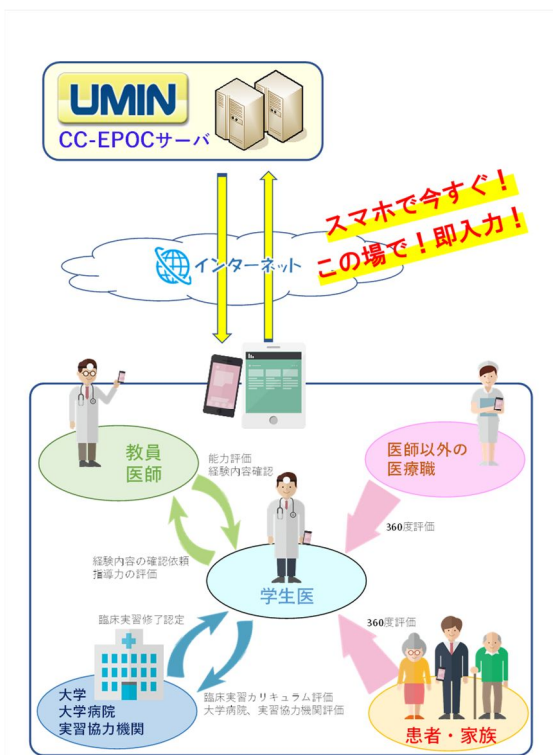 UMIN
CC-EPOCサーバ
スマホで今すぐ！
この場で！即入力！
インターネット
教員
医師
能力評価
経験内容確認
医師以外の
医療職
360度評価
経験内容の確認依頼
指導力の評価
学生医
臨床実習修了認定
360度評価
大学
大学病院
実習協力機関
臨床実習カリキュラム評価
大学病院、実習協力機関評価
患者・家族